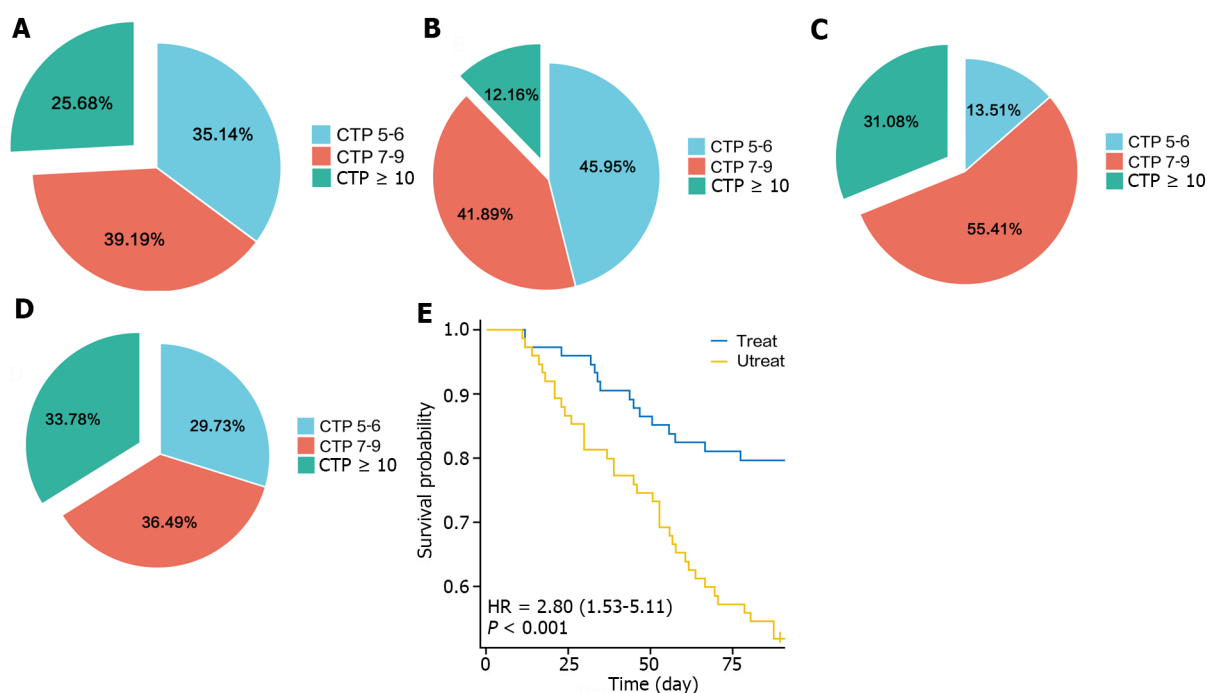 A
25.68%
35.14%
39.19%
CTP 5-6
CTP 7-9
CTP ≥ 10
B
12.16%
45.95%
41.89%
CTP 5-6
CTP 7-9
CTP ≥ 10
C
31.08%
13.51%
55.41%
CTP 5-6
CTP 7-9
CTP ≥ 10
D
33.78%
29.73%
36.49%
CTP 5-6
CTP 7-9
CTP ≥ 10
E
Survival probability
1.0
0.9
0.8
0.7
0.6
Treat
Utreat
HR = 2.80 (1.53-5.11)
P < 0.001
0 25 50 75
Time (day)